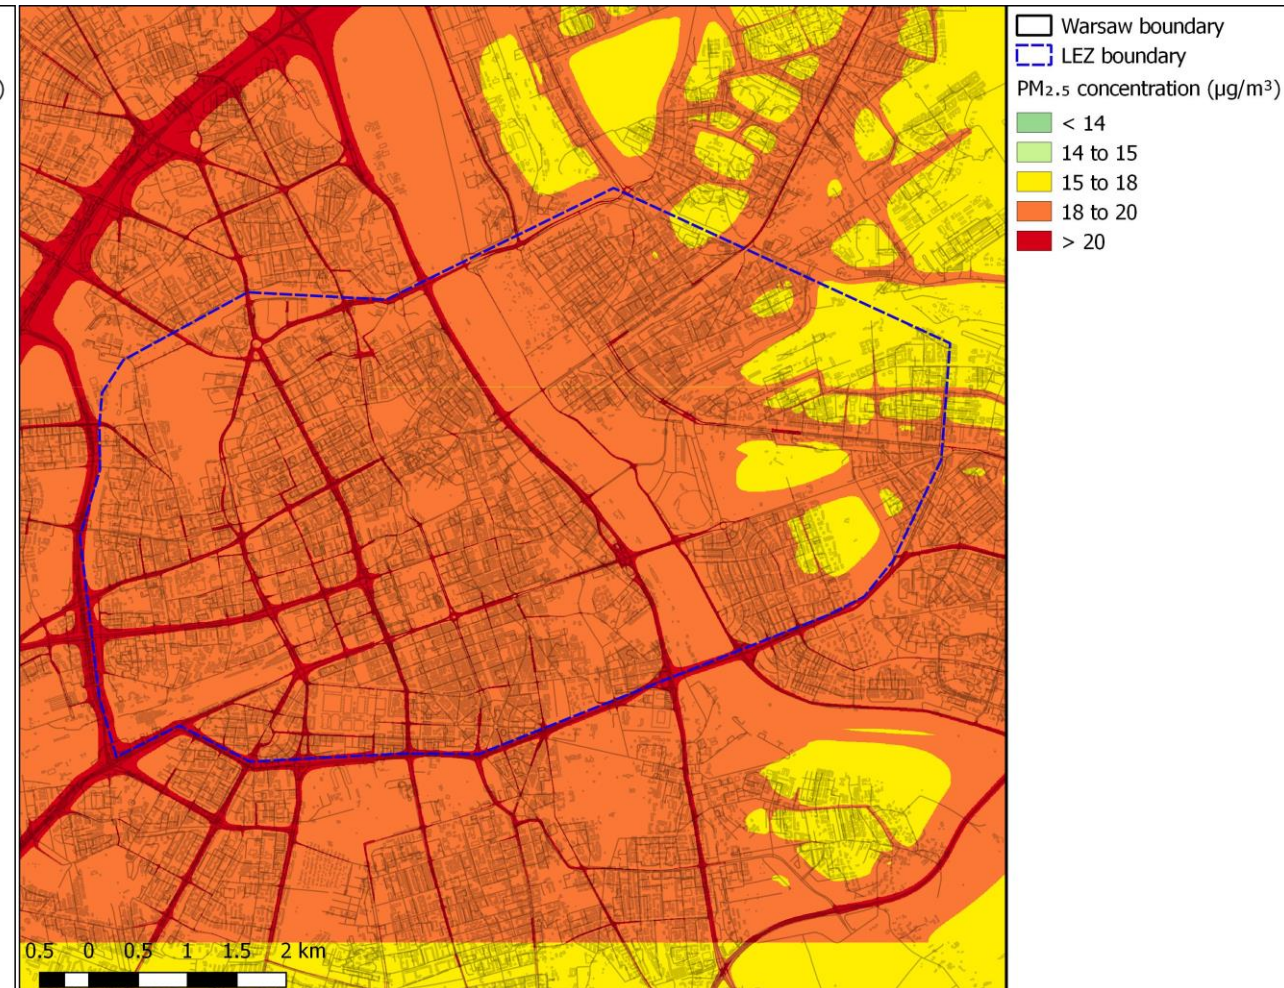 )
Warsaw boundary
LEZ boundary
PM₂.₅ concentration (µg/m³)
< 14
14 to 15
15 to 18
18 to 20
> 20
0.5 0 0.5 1 1.5 2 km